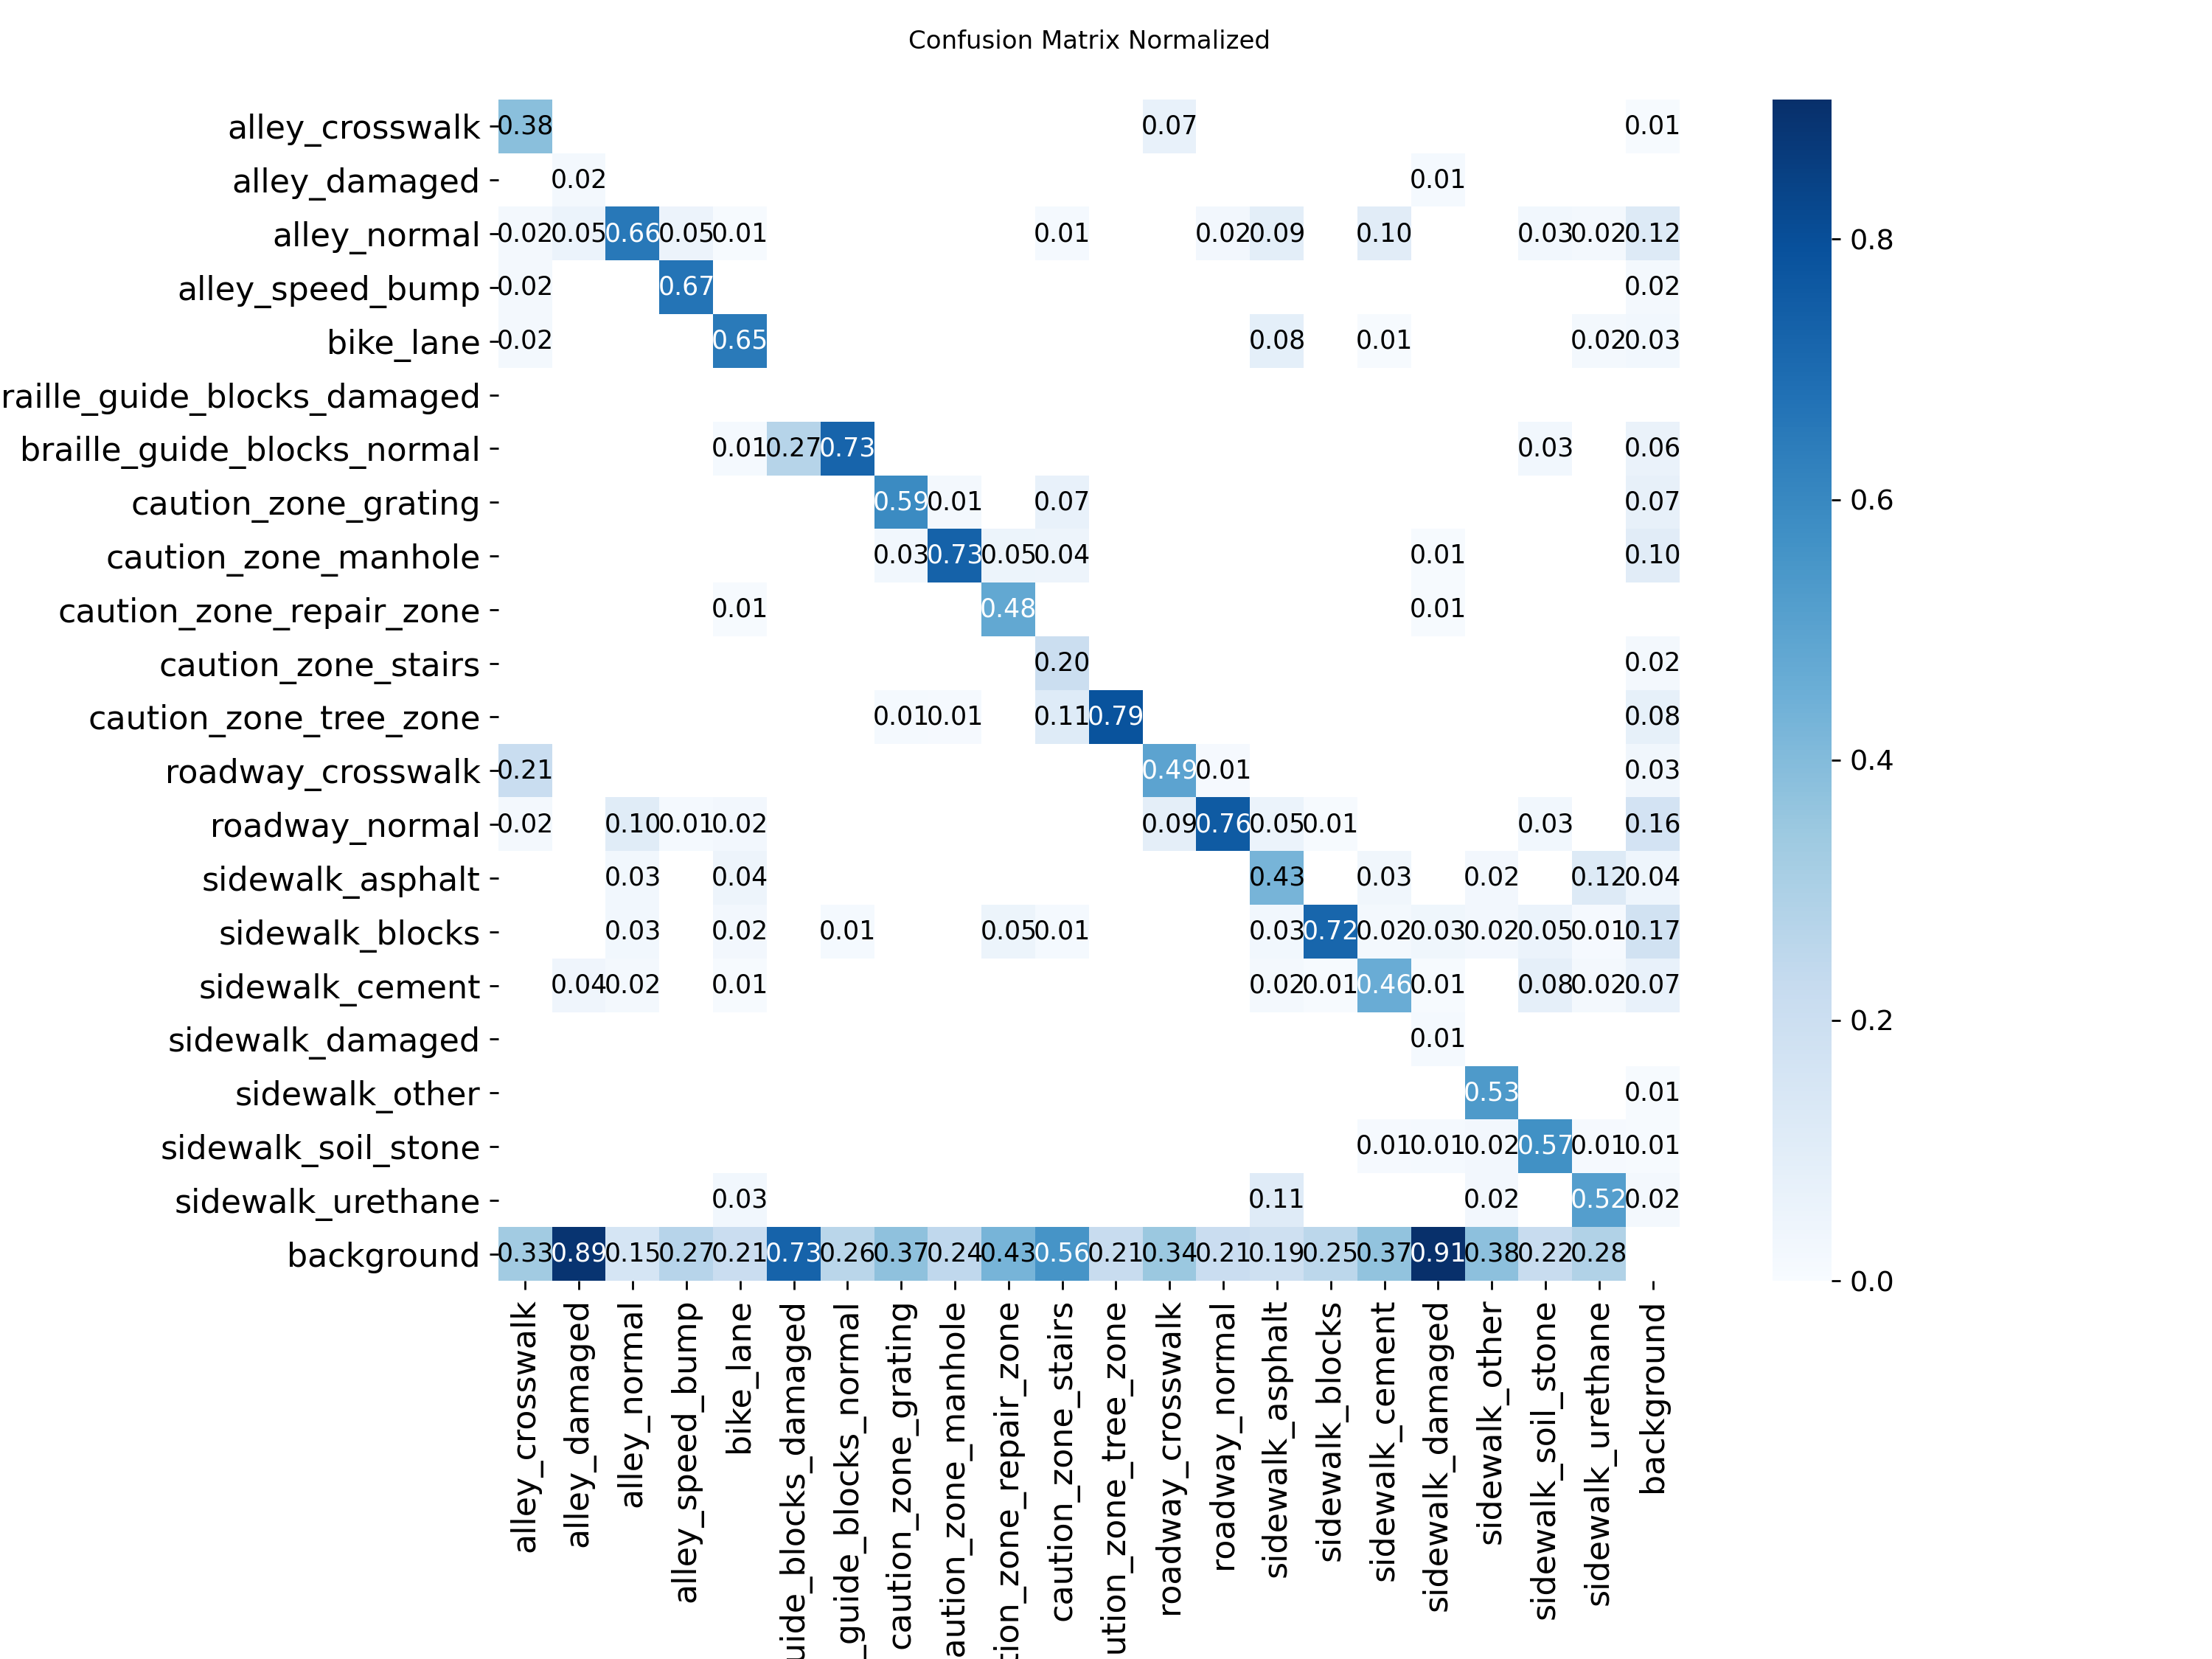 Confusion Matrix Normalized
alley_crosswalk 0.38 0.07 0.01
alley_damaged 0.02 0.01
alley_normal 0.02 0.05 0.66 0.05 0.01 0.01 0.02 0.09 0.10 0.03 0.02 0.12 0.8
alley_speed_bump 0.02 0.67 0.02
bike_lane 0.02 0.65 0.08 0.01 0.02 0.03
raille_guide_blocks_damaged
braille_guide_blocks_normal 0.01 0.27 0.73 0.03 0.06
caution_zone_grating 0.59 0.01 0.07 0.07 0.6
caution_zone_manhole 0.03 0.73 0.05 0.04 0.01 0.10
caution_zone_repair_zone 0.01 0.48 0.01
caution_zone_stairs 0.20 0.02
caution_zone_tree_zone 0.01 0.01 0.11 0.79 0.08
roadway_crosswalk 0.21 0.49 0.01 0.03 0.4
roadway_normal 0.02 0.10 0.01 0.02 0.09 0.76 0.05 0.01 0.03 0.16
sidewalk_asphalt 0.03 0.04 0.43 0.03 0.02 0.12 0.04
sidewalk_blocks 0.03 0.02 0.01 0.05 0.01 0.03 0.72 0.02 0.03 0.02 0.05 0.01 0.17
sidewalk_cement 0.04 0.02 0.01 0.02 0.01 0.46 0.01 0.08 0.02 0.07
sidewalk_damaged 0.01 0.2
sidewalk_other 0.53 0.01
sidewalk_soil_stone 0.01 0.01 0.02 0.57 0.01 0.01
sidewalk_urethane 0.03 0.11 0.02 0.52 0.02
background 0.33 0.89 0.15 0.27 0.21 0.73 0.26 0.37 0.24 0.43 0.56 0.21 0.34 0.21 0.19 0.25 0.37 0.91 0.38 0.22 0.28 0.0
alley_crosswalk
alley_damaged
alley_normal
alley_speed_bump
bike_lane
uide_blocks_damaged
_guide_blocks_normal
caution_zone_grating
aution_zone_manhole
tion_zone_repair_zone
caution_zone_stairs
ution_zone_tree_zone
roadway_crosswalk
roadway_normal
sidewalk_asphalt
sidewalk_blocks
sidewalk_cement
sidewalk_damaged
sidewalk_other
sidewalk_soil_stone
sidewalk_urethane
background